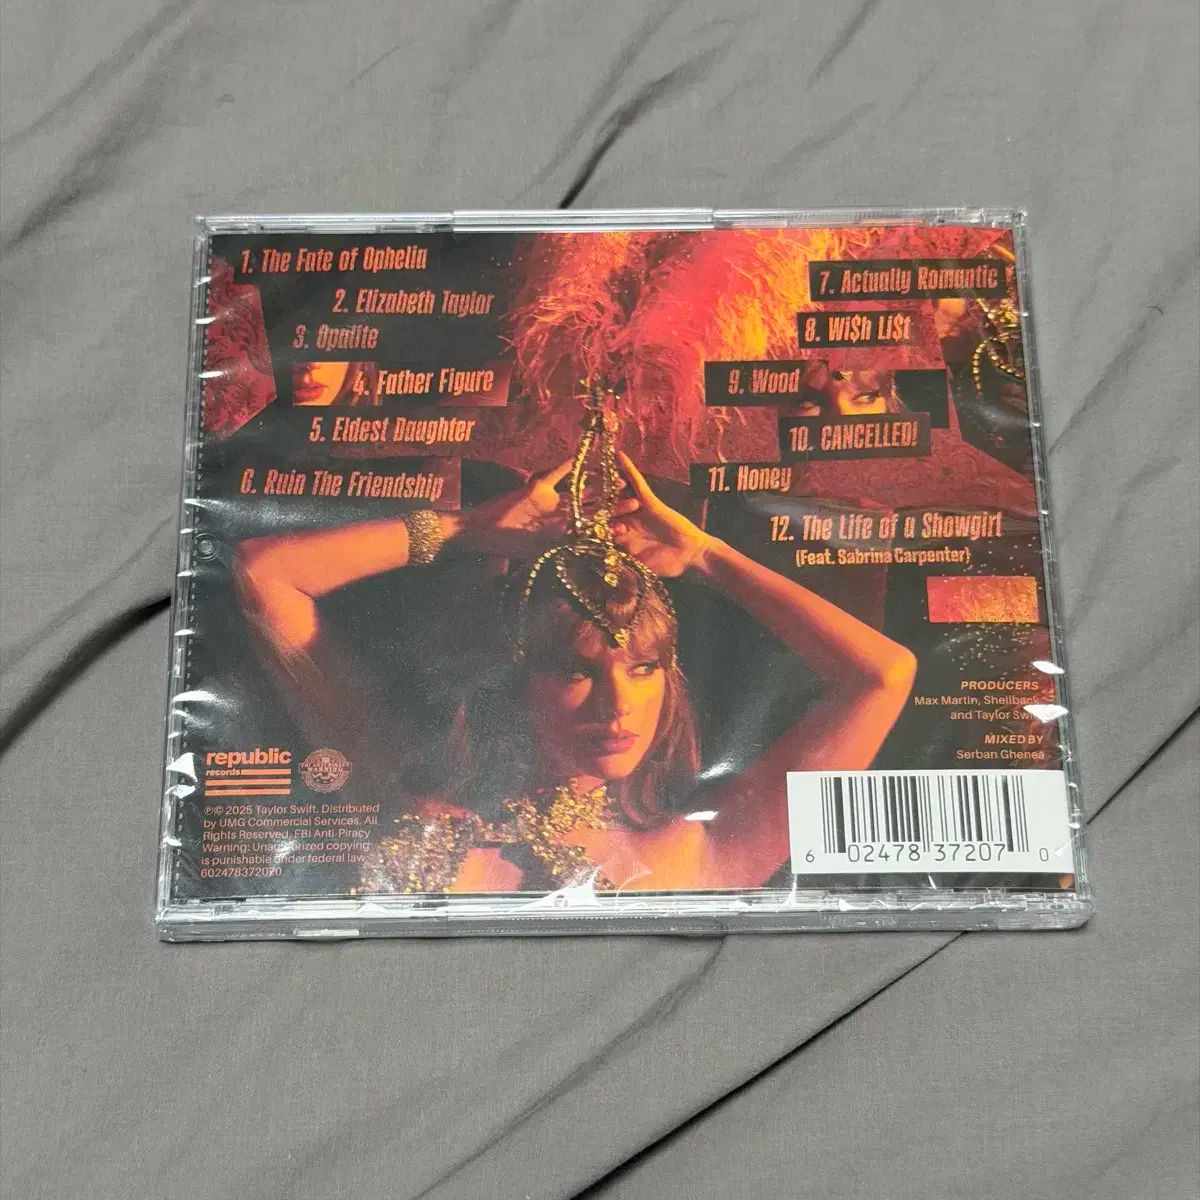 1. The Fate of Ophelia
2. Elizabeth Taylor
3. Opalite
4. Father Figure
5. Eldest Daughter
6. Ruin The Friendship
7. Actually Romantic
8. Wi$h Li$t
9. Wood
10. CANCELLED!
11. Honey
12. The Life of a Showgirl
(Feat. Sabrina Carpenter)
PRODUCERS
Max Martin, Shellback
and Taylor Swift
MIXED BY
Serban Ghenea
republic
records
℗© 2025 Taylor Swift. Distributed
by UMG Commercial Services. All
Rights Reserved. FBI Anti-Piracy
Warning: Unauthorized copying
is punishable under federal law.
602478372070
6 02478 37207 0